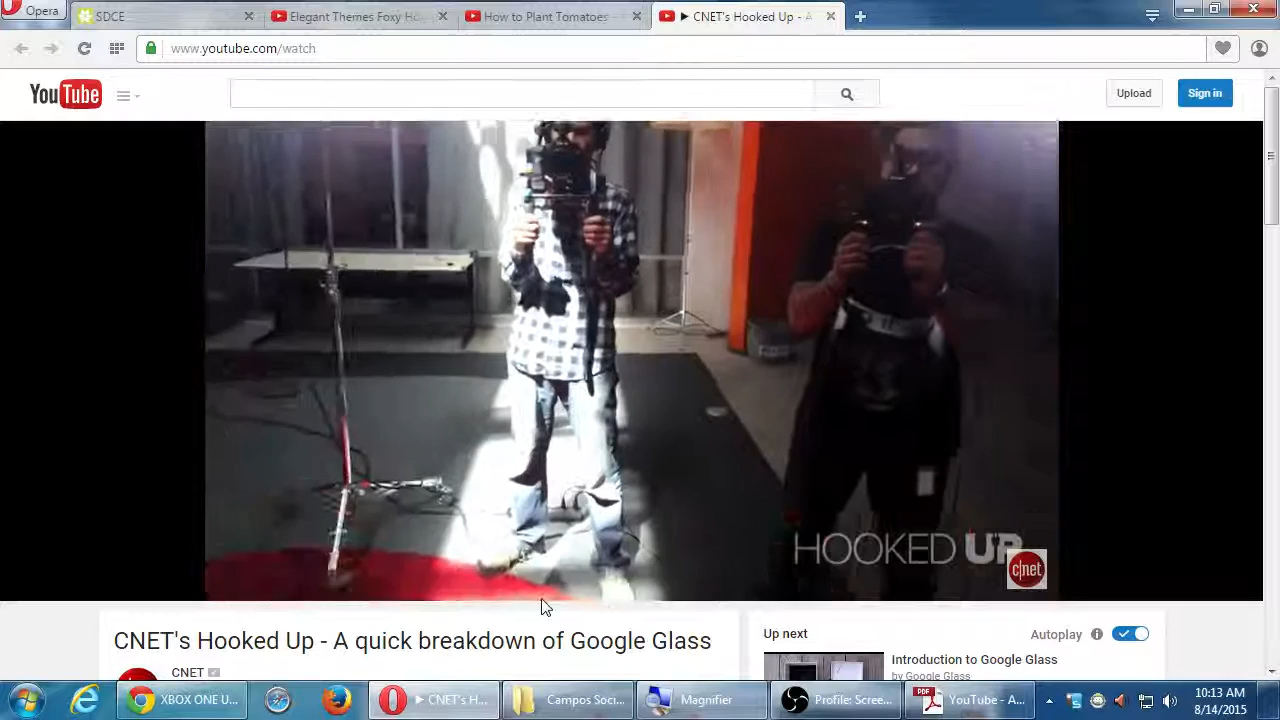 Opera
SDCE
Elegant Themes Foxy Ho
How to Plant Tomatoes
CNET's Hooked Up - A
www.youtube.com/watch
YouTube
Upload
Sign in
HOOKED UP
c|net
CNET's Hooked Up - A quick breakdown of Google Glass
CNET
Up next
Autoplay
Introduction to Google Glass
by Google Glass
XBOX ONE U...
CNET's H...
Campos Soci...
Magnifier
Profile: Scree...
PDF
YouTube - A...
10:13 AM
8/14/2015